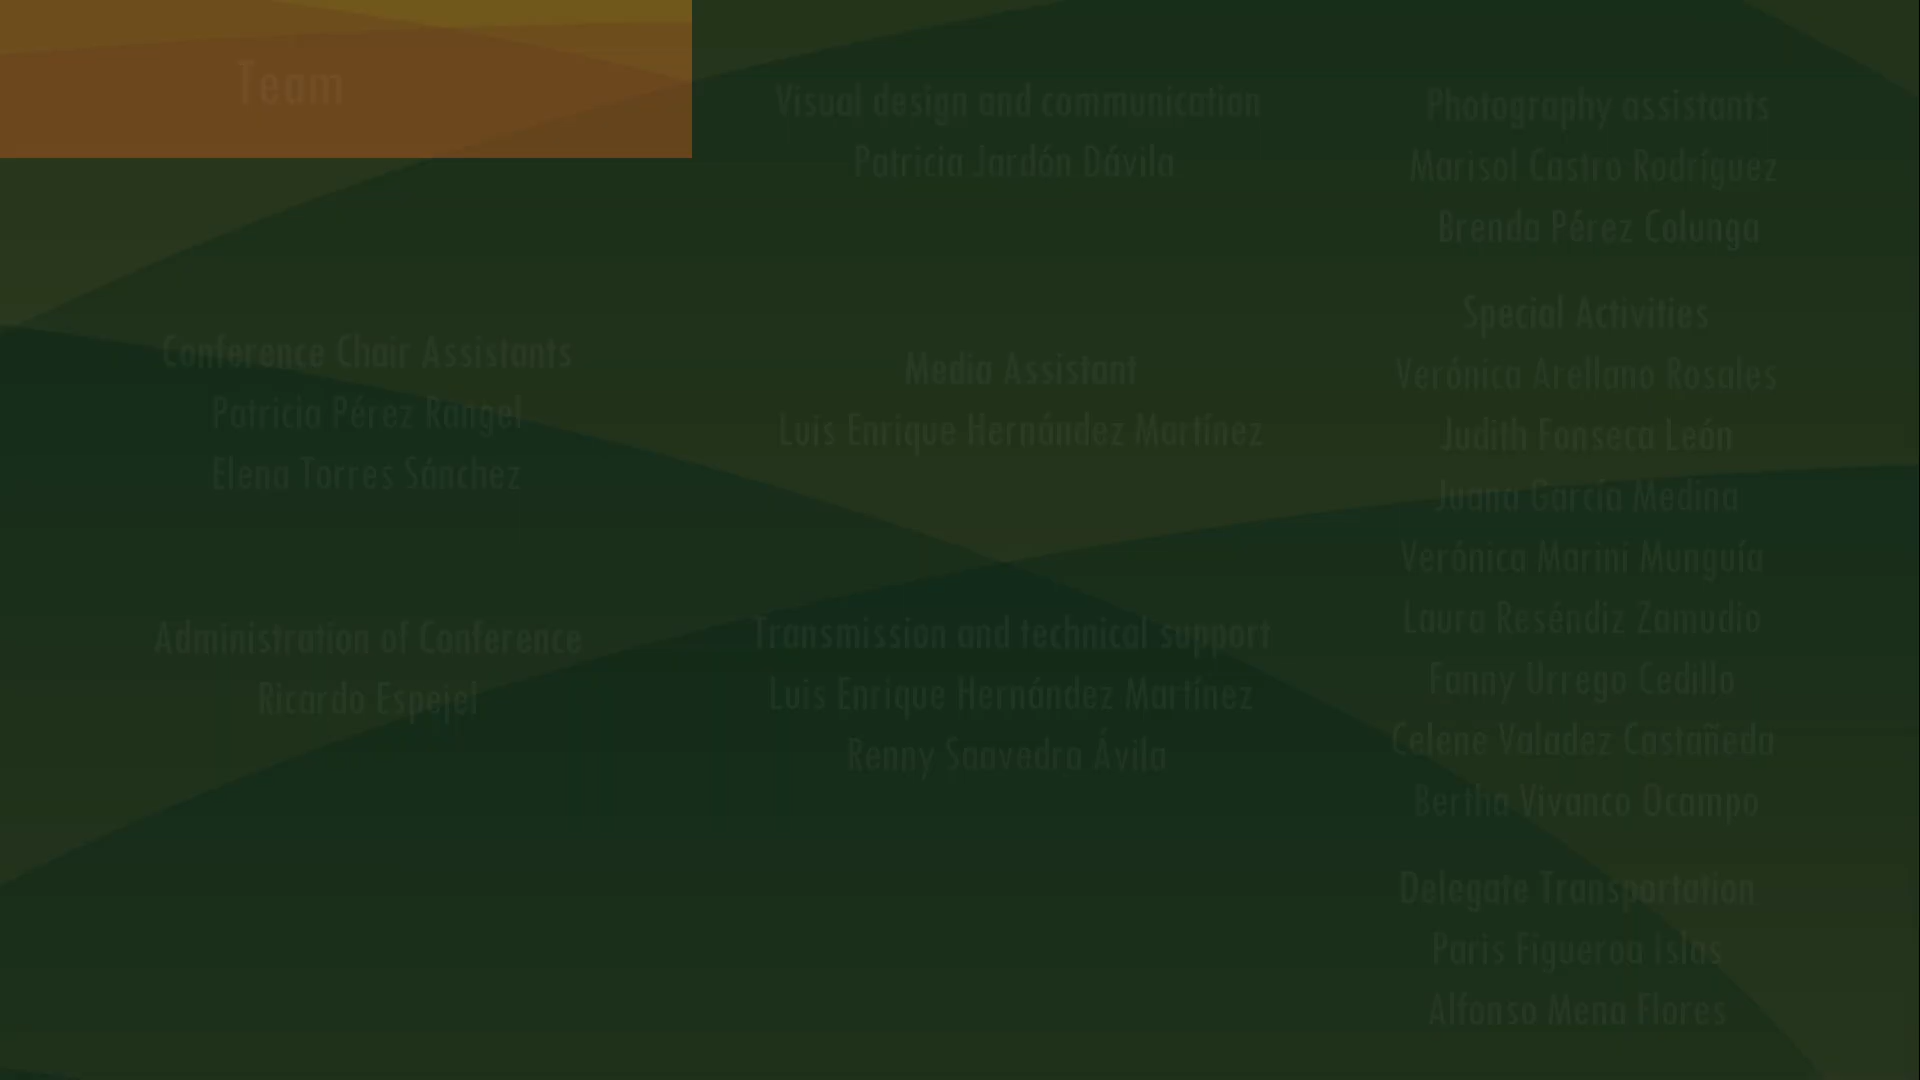 Team
Conference Chair Assistants
Patricia Pérez Rangel
Elena Torres Sánchez
Administration of Conference
Ricardo Espejel
Visual design and communication
Patricia Jardón Dávila
Media Assistant
Luis Enrique Hernández Martínez
Transmission and technical support
Luis Enrique Hernández Martínez
Renny Saavedra Ávila
Photography assistants
Marisol Castro Rodríguez
Brenda Pérez Colunga
Special Activities
Verónica Arellano Rosales
Judith Fonseca León
Juana García Medina
Verónica Marini Munguía
Laura Reséndiz Zamudio
Fanny Urrego Cedillo
Celene Valadez Castañeda
Bertha Vivanco Ocampo
Delegate Transportation
Paris Figueroa Islas
Alfonso Mena Flores